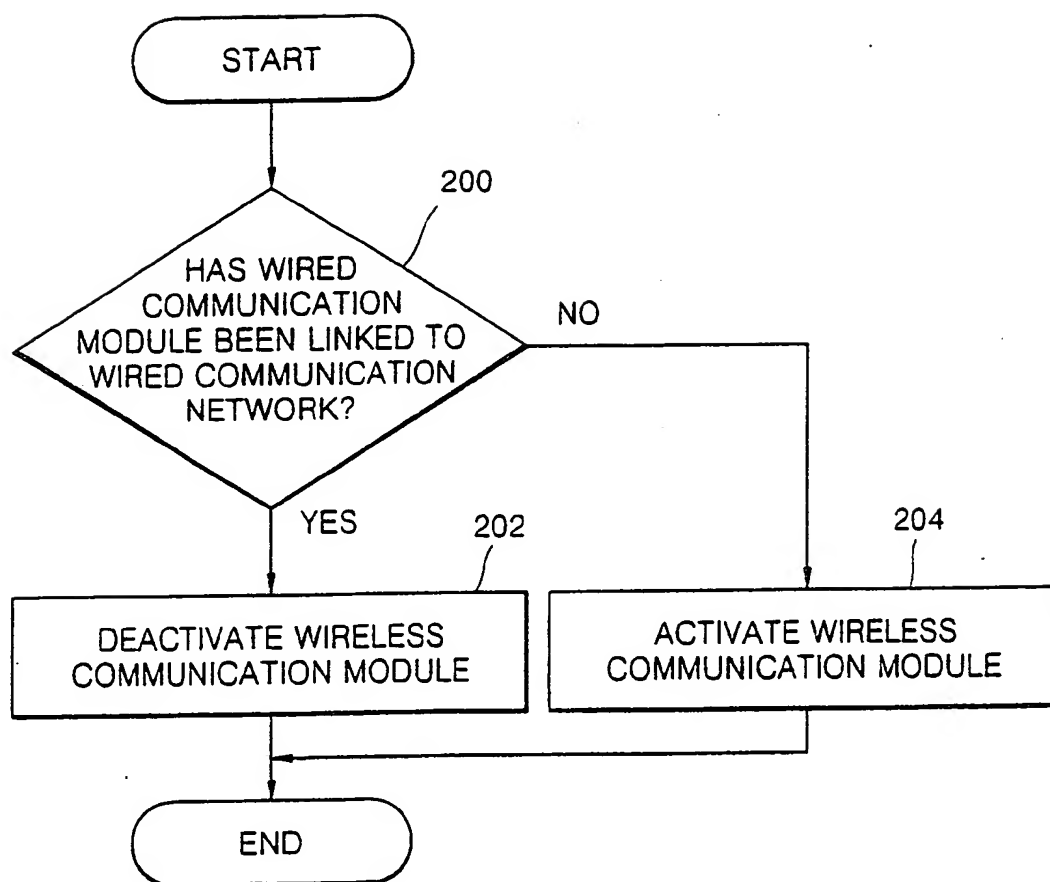 START
200
HAS WIRED
COMMUNICATION
MODULE BEEN LINKED TO
WIRED COMMUNICATION
NETWORK?
NO
YES
202
204
DEACTIVATE WIRELESS
COMMUNICATION MODULE
ACTIVATE WIRELESS
COMMUNICATION MODULE
END